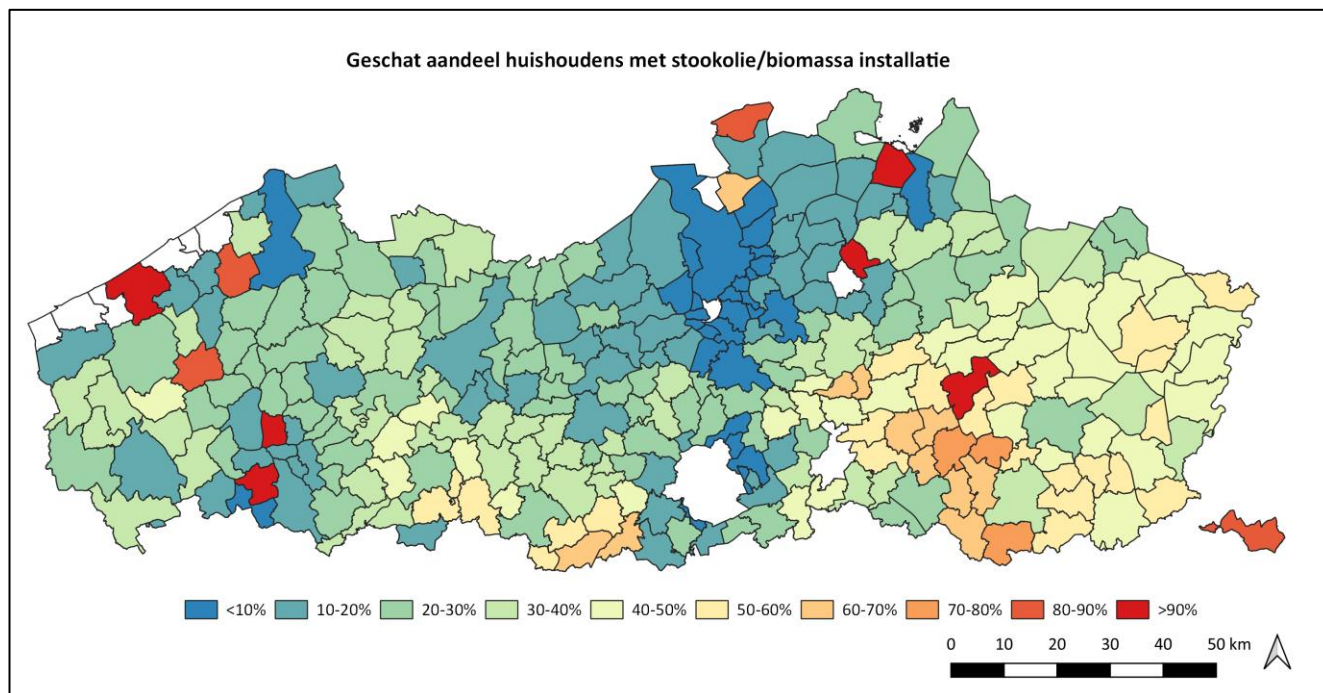 Geschat aandeel huishoudens met stookolie/biomassa installatie
<10% 10-20% 20-30% 30-40% 40-50% 50-60% 60-70% 70-80% 80-90% >90%
0 10 20 30 40 50 km